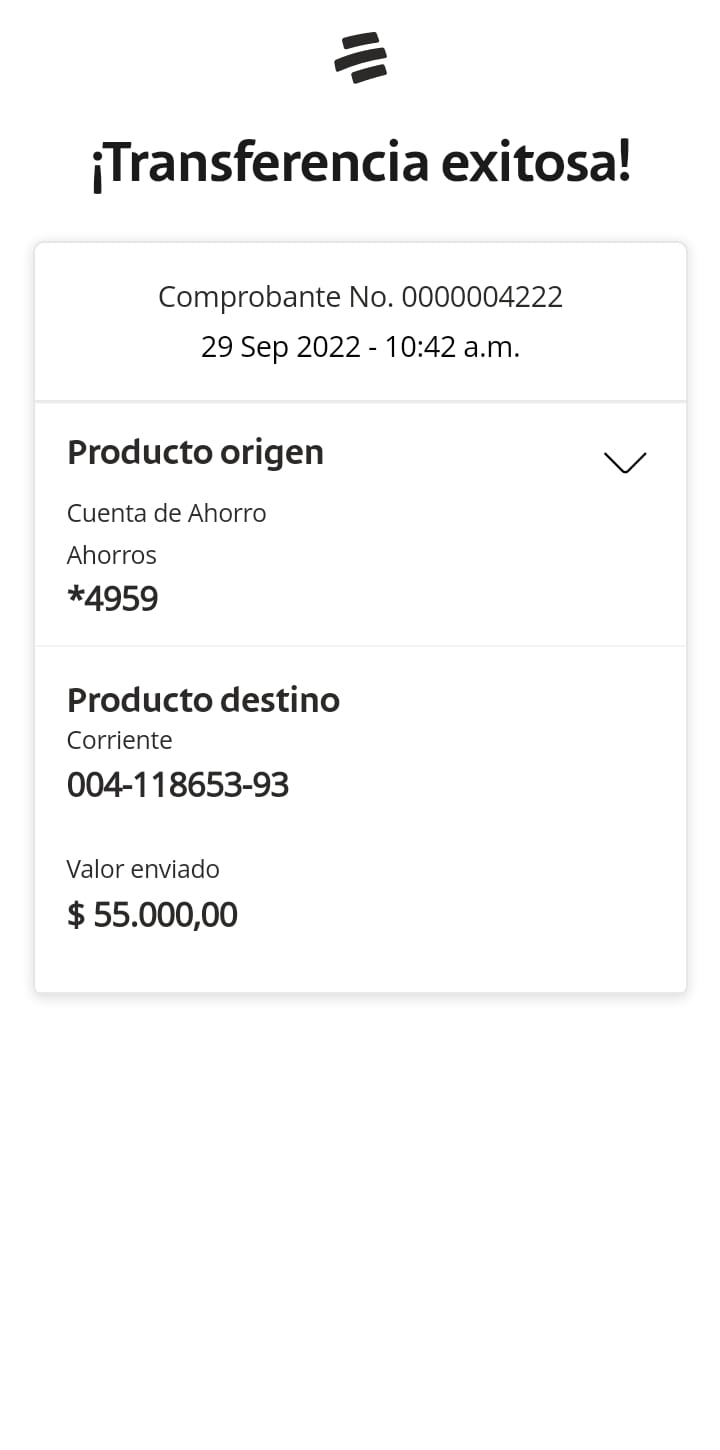 ¡Transferencia exitosa!
Comprobante No. 0000004222
29 Sep 2022 - 10:42 a.m.
Producto origen
Cuenta de Ahorro
Ahorros
*4959
Producto destino
Corriente
004-118653-93
Valor enviado
$ 55.000,00